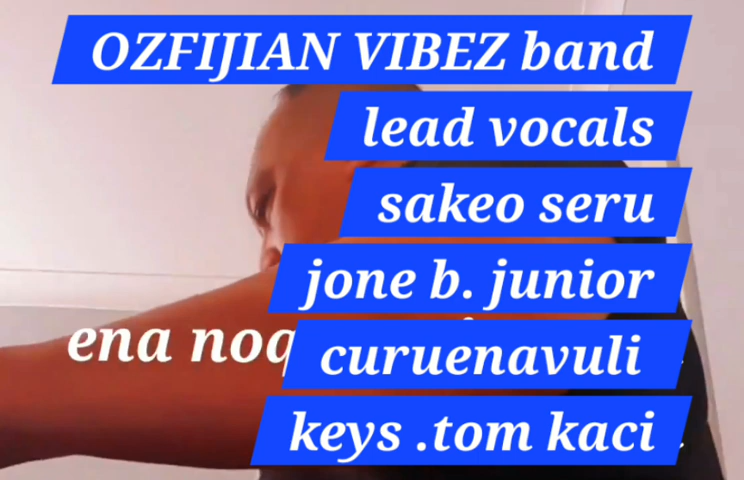 OZFIJIAN VIBEZ band
lead vocals
sakeo seru
jone b. junior
ena
curuenavuli
keys .tom kaci